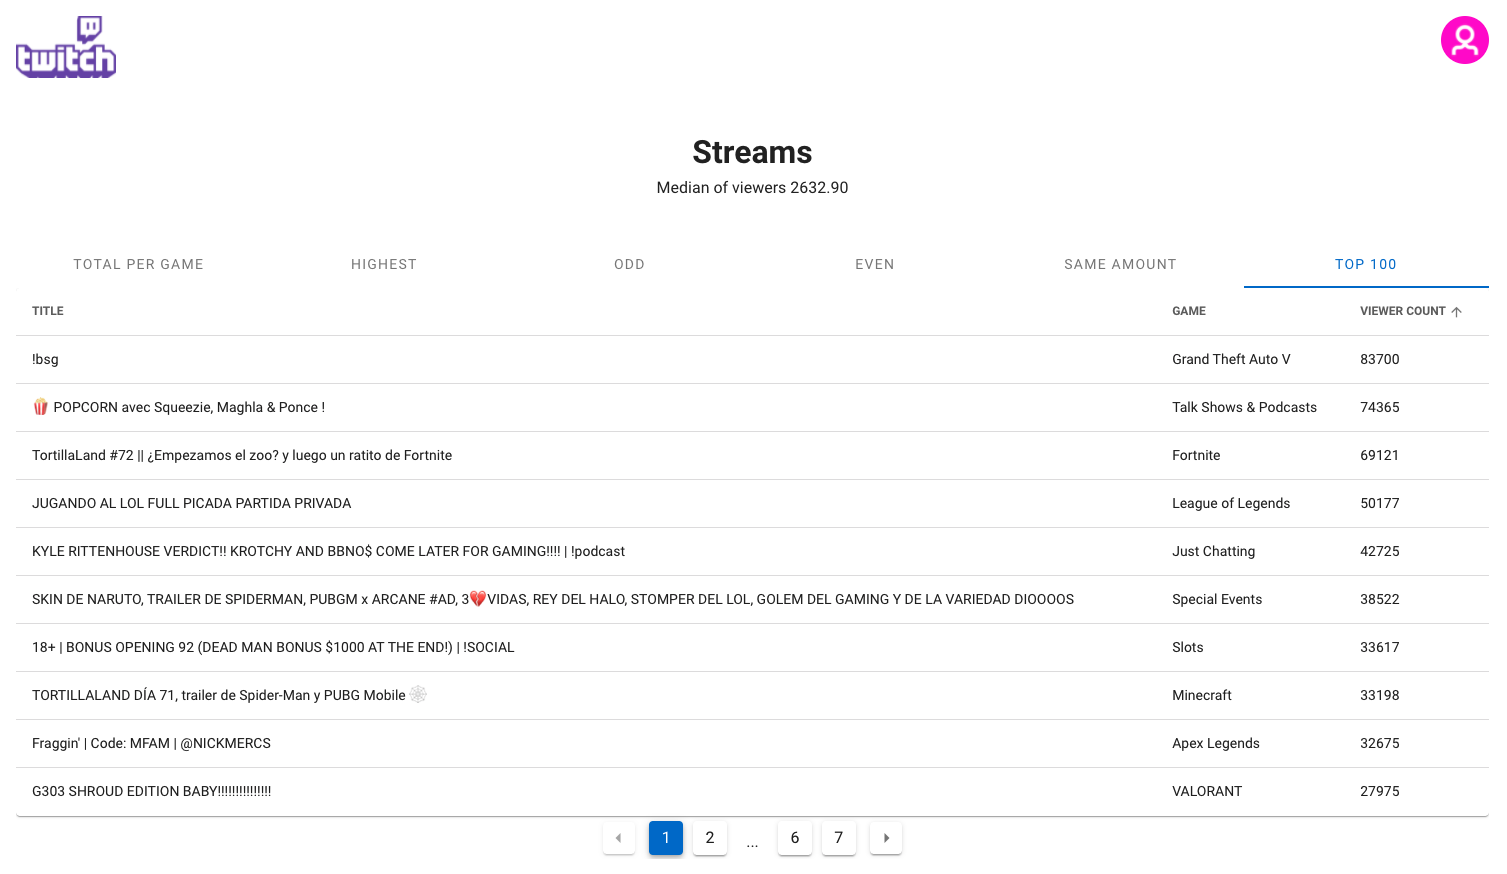 twitch
Streams
Median of viewers 2632.90
TOTAL PER GAME HIGHEST ODD EVEN SAME AMOUNT TOP 100
TITLE GAME VIEWER COUNT ↑
!bsg Grand Theft Auto V 83700
🍿 POPCORN avec Squeezie, Maghla & Ponce ! Talk Shows & Podcasts 74365
TortillaLand #72 || ¿Empezamos el zoo? y luego un ratito de Fortnite Fortnite 69121
JUGANDO AL LOL FULL PICADA PARTIDA PRIVADA League of Legends 50177
KYLE RITTENHOUSE VERDICT!! KROTCHY AND BBNO$ COME LATER FOR GAMING!!!! | !podcast Just Chatting 42725
SKIN DE NARUTO, TRAILER DE SPIDERMAN, PUBGM x ARCANE #AD, 3💔VIDAS, REY DEL HALO, STOMPER DEL LOL, GOLEM DEL GAMING Y DE LA VARIEDAD DIOOOOS Special Events 38522
18+ | BONUS OPENING 92 (DEAD MAN BONUS $1000 AT THE END!) | !SOCIAL Slots 33617
TORTILLALAND DÍA 71, trailer de Spider-Man y PUBG Mobile 🕸 Minecraft 33198
Fraggin' | Code: MFAM | @NICKMERCS Apex Legends 32675
G303 SHROUD EDITION BABY!!!!!!!!!!!!!!! VALORANT 27975
1 2 ... 6 7